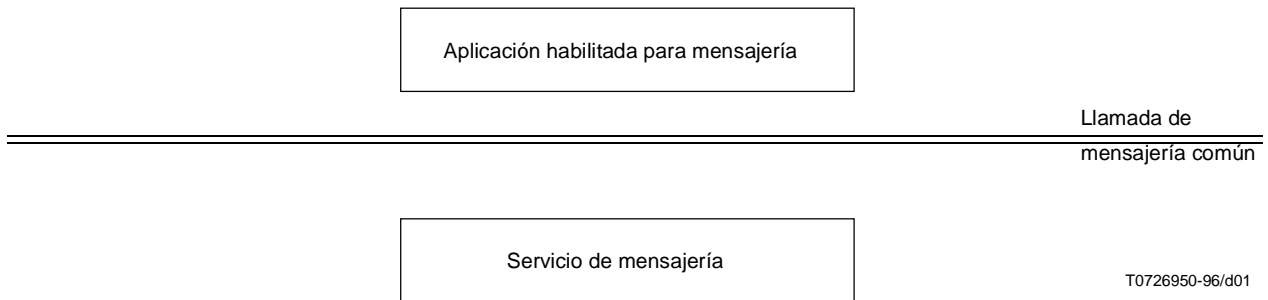 Aplicación habilitada para mensajería
Llamada de
mensajería común
Servicio de mensajería
T0726950-96/d01